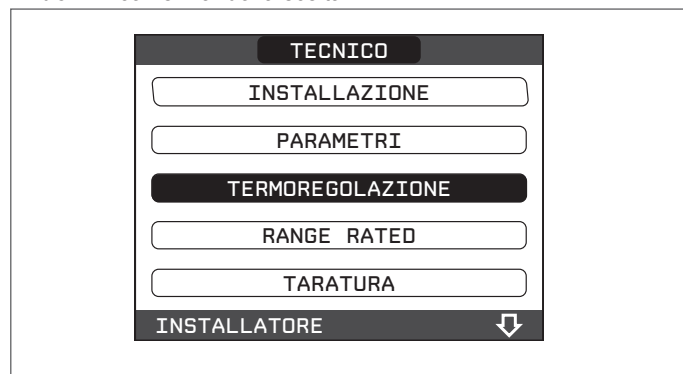 TECNICO
INSTALLAZIONE
PARAMETRI
TERMOREGOLAZIONE
RANGE RATED
TARATURA
INSTALLATORE